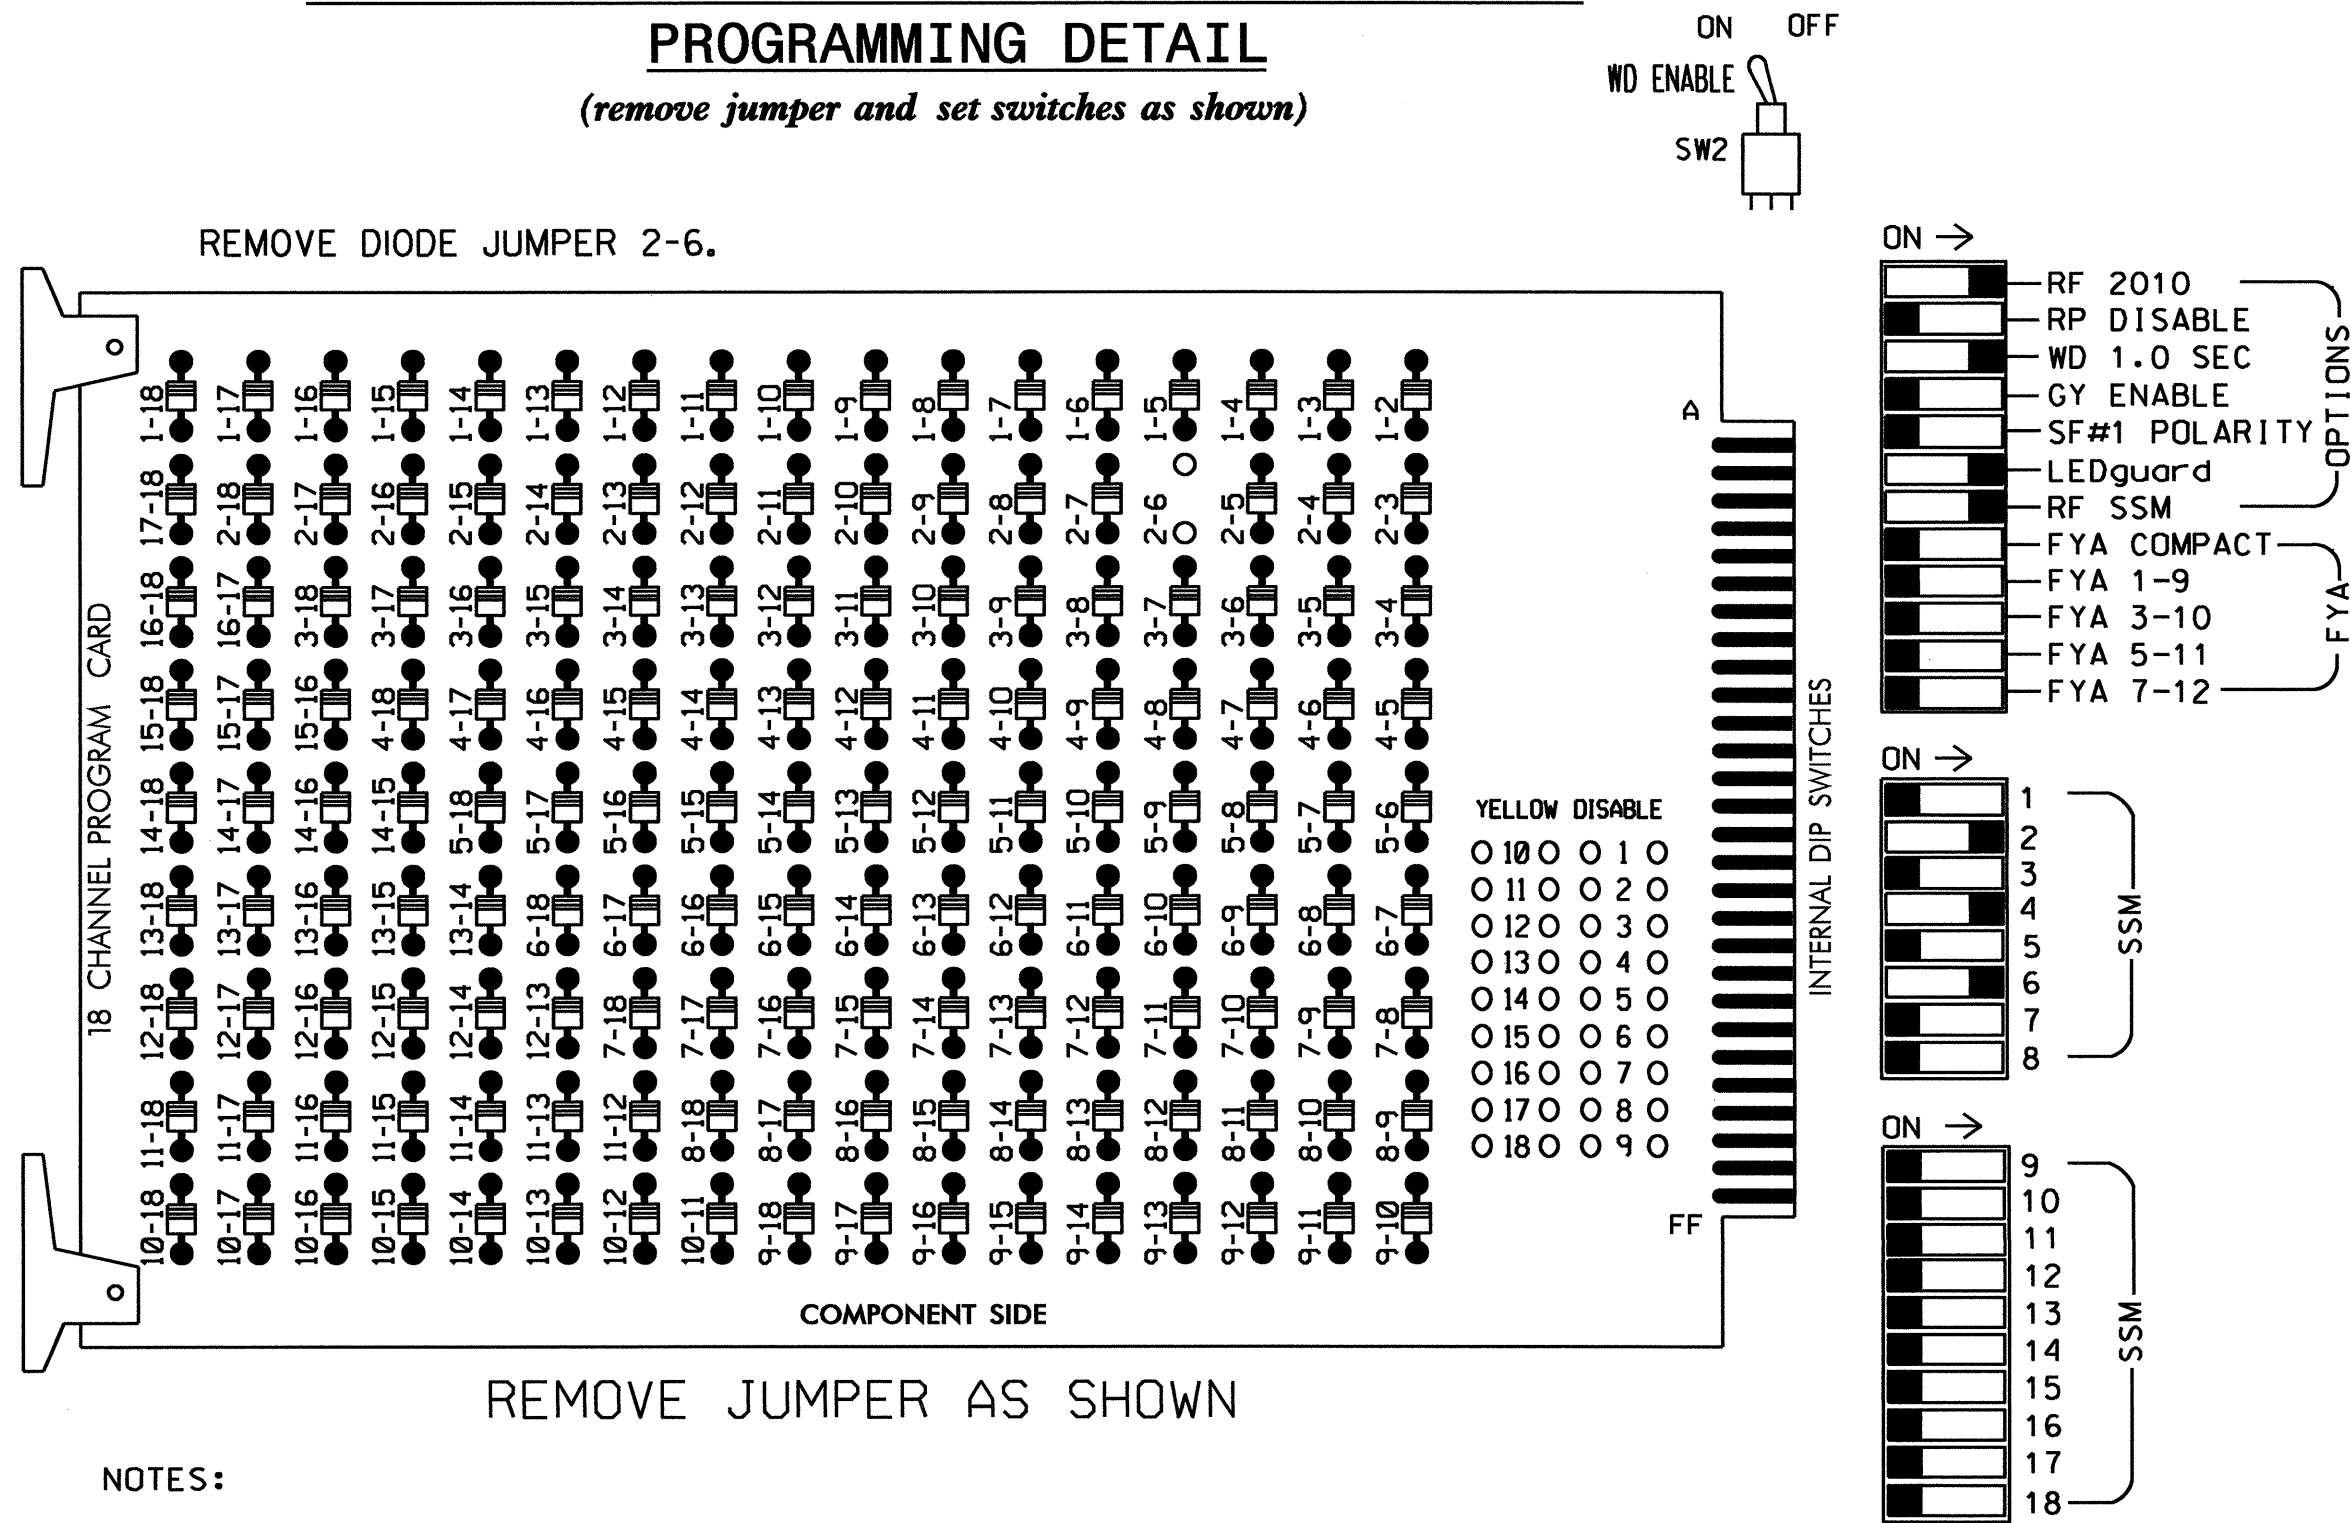 PROGRAMMING DETAIL
(remove jumper and set switches as shown)
ON OFF
WD ENABLE
SW2
REMOVE DIODE JUMPER 2-6.
1-18 1-17 1-16 1-15 1-14 1-13 1-12 1-11 1-10 1-9 1-8 1-7 1-6 1-5 1-4 1-3 1-2
17-18 2-18 2-17 2-16 2-15 2-14 2-13 2-12 2-11 2-10 2-9 2-8 2-7 2-6 2-5 2-4 2-3
16-18 16-17 3-18 3-17 3-16 3-15 3-14 3-13 3-12 3-11 3-10 3-9 3-8 3-7 3-6 3-5 3-4
15-18 15-17 15-16 4-18 4-17 4-16 4-15 4-14 4-13 4-12 4-11 4-10 4-9 4-8 4-7 4-6 4-5
14-18 14-17 14-16 14-15 5-18 5-17 5-16 5-15 5-14 5-13 5-12 5-11 5-10 5-9 5-8 5-7 5-6
13-18 13-17 13-16 13-15 13-14 6-18 6-17 6-16 6-15 6-14 6-13 6-12 6-11 6-10 6-9 6-8 6-7
12-18 12-17 12-16 12-15 12-14 12-13 7-18 7-17 7-16 7-15 7-14 7-13 7-12 7-11 7-10 7-9 7-8
11-18 11-17 11-16 11-15 11-14 11-13 11-12 8-18 8-17 8-16 8-15 8-14 8-13 8-12 8-11 8-10 8-9
10-18 10-17 10-16 10-15 10-14 10-13 10-12 10-11 9-18 9-17 9-16 9-15 9-14 9-13 9-12 9-11 9-10
18 CHANNEL PROGRAM CARD
A
FF
YELLOW DISABLE
10 1
11 2
12 3
13 4
14 5
15 6
16 7
17 8
18 9
COMPONENT SIDE
INTERNAL DIP SWITCHES
ON →
RF 2010
RP DISABLE
WD 1.0 SEC
GY ENABLE
SF#1 POLARITY
LEDguard
RF SSM
OPTIONS
FYA COMPACT
FYA 1-9
FYA 3-10
FYA 5-11
FYA 7-12
FYA
ON →
1
2
3
4
5
6
7
8
SSM
ON →
9
10
11
12
13
14
15
16
17
18
SSM
REMOVE JUMPER AS SHOWN
NOTES: